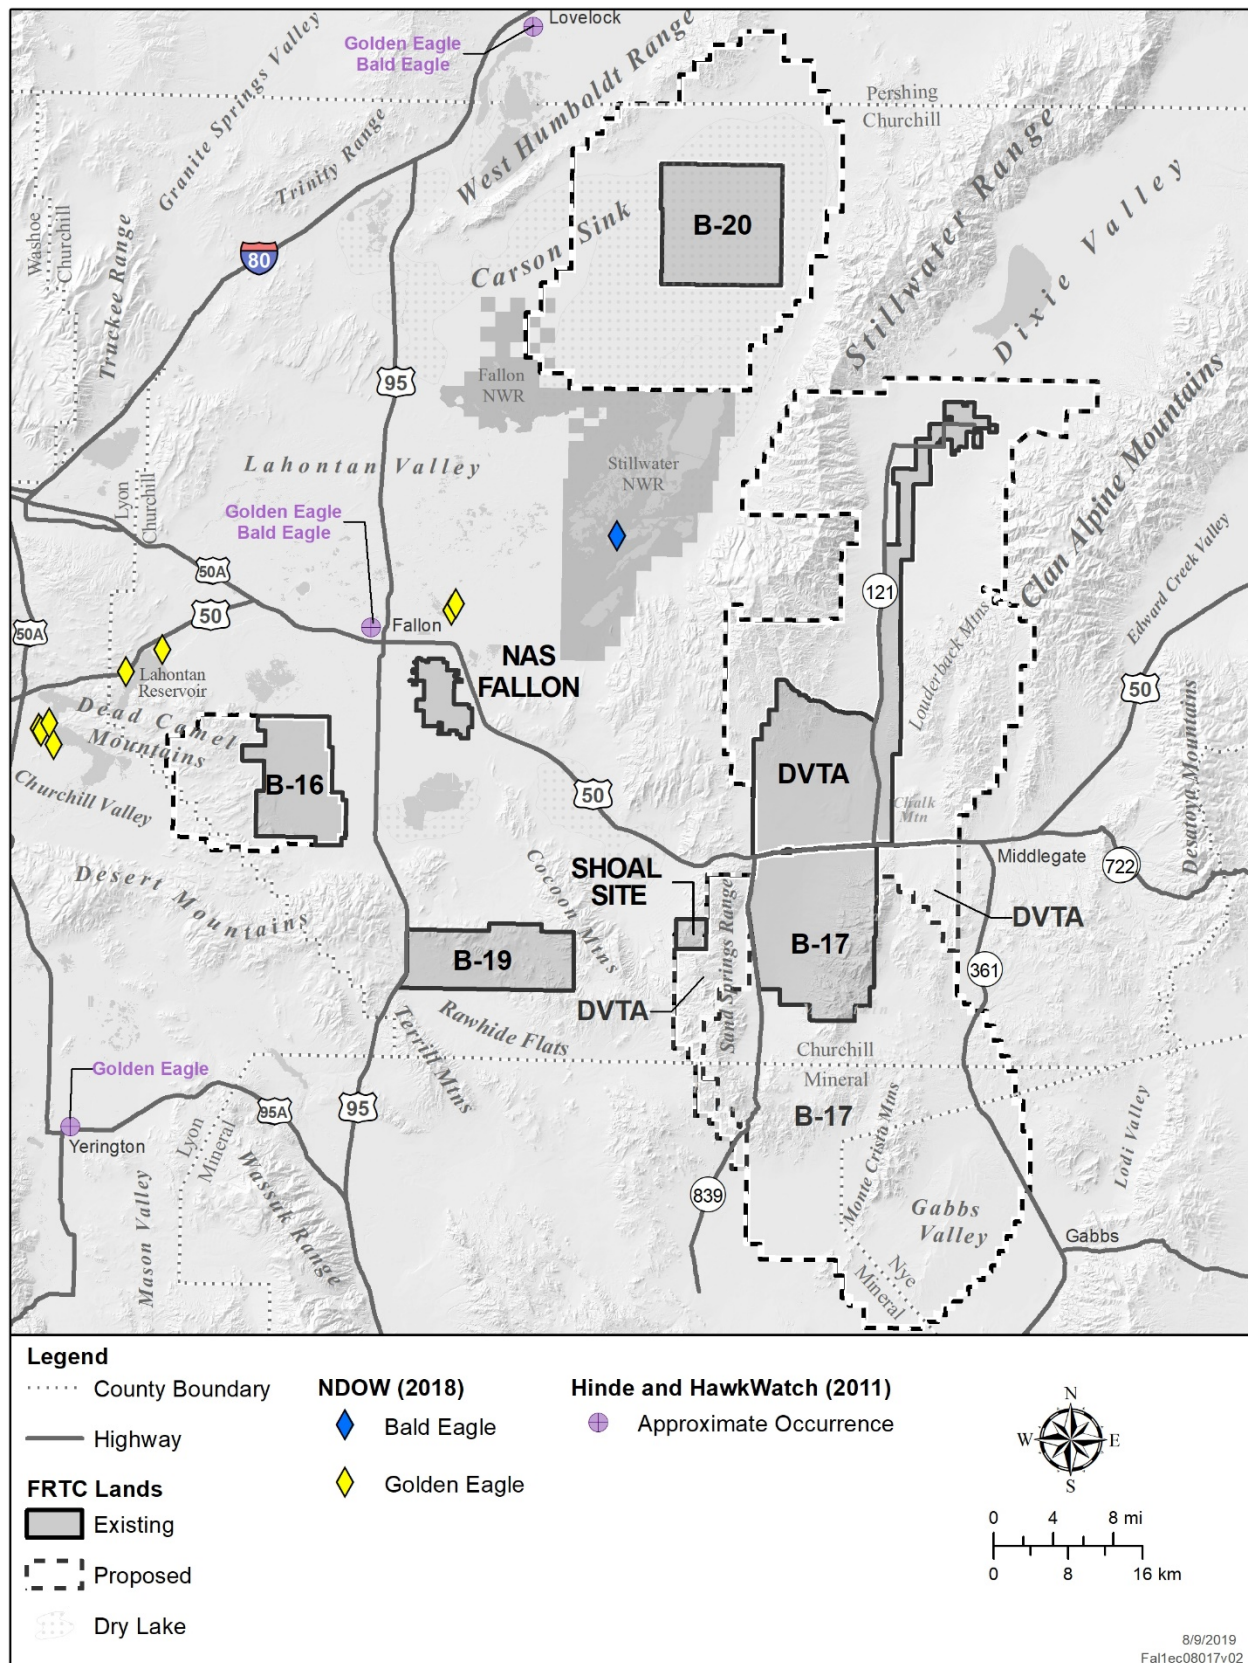 Lovelock
Golden Eagle
Bald Eagle
Granite Springs Valley
Trinity Range
West Humboldt Range
Pershing
Churchill
Washoe
Churchill
Truckee Range
80
Carson Sink
B-20
Stillwater Range
Dixie Valley
95
Fallon
NWR
Lahontan Valley
Stillwater
NWR
Lyon
Churchill
Golden Eagle
Bald Eagle
Clan Alpine Mountains
Edward Creek Valley
50A
50
50A
121
Fallon
Louderback Mtns
NAS
FALLON
Lahontan
Reservoir
50
Dead Camel
Mountains
Desatoya Mountains
B-16
DVTA
Churchill Valley
50
Chalk
Mtn
Middlegate
722
Cocoon Mtns
SHOAL
SITE
Desert Mountains
DVTA
Sand Springs Range
B-19
B-17
361
DVTA
Rawhide Flats
Terrill Mtns
Churchill
Mineral
Golden Eagle
B-17
95A
95
Yerington
Lyon
Mineral
Monte Cristo Mtns
Lodi Valley
Wassuk Range
Mason Valley
839
Gabbs
Valley
Gabbs
Nye
Mineral
Legend
County Boundary
Highway
FRTC Lands
Existing
Proposed
Dry Lake
NDOW (2018)
Bald Eagle
Golden Eagle
Hinde and HawkWatch (2011)
Approximate Occurrence
N
W E
S
0 4 8 mi
0 8 16 km
8/9/2019
Fal1ec08017v02